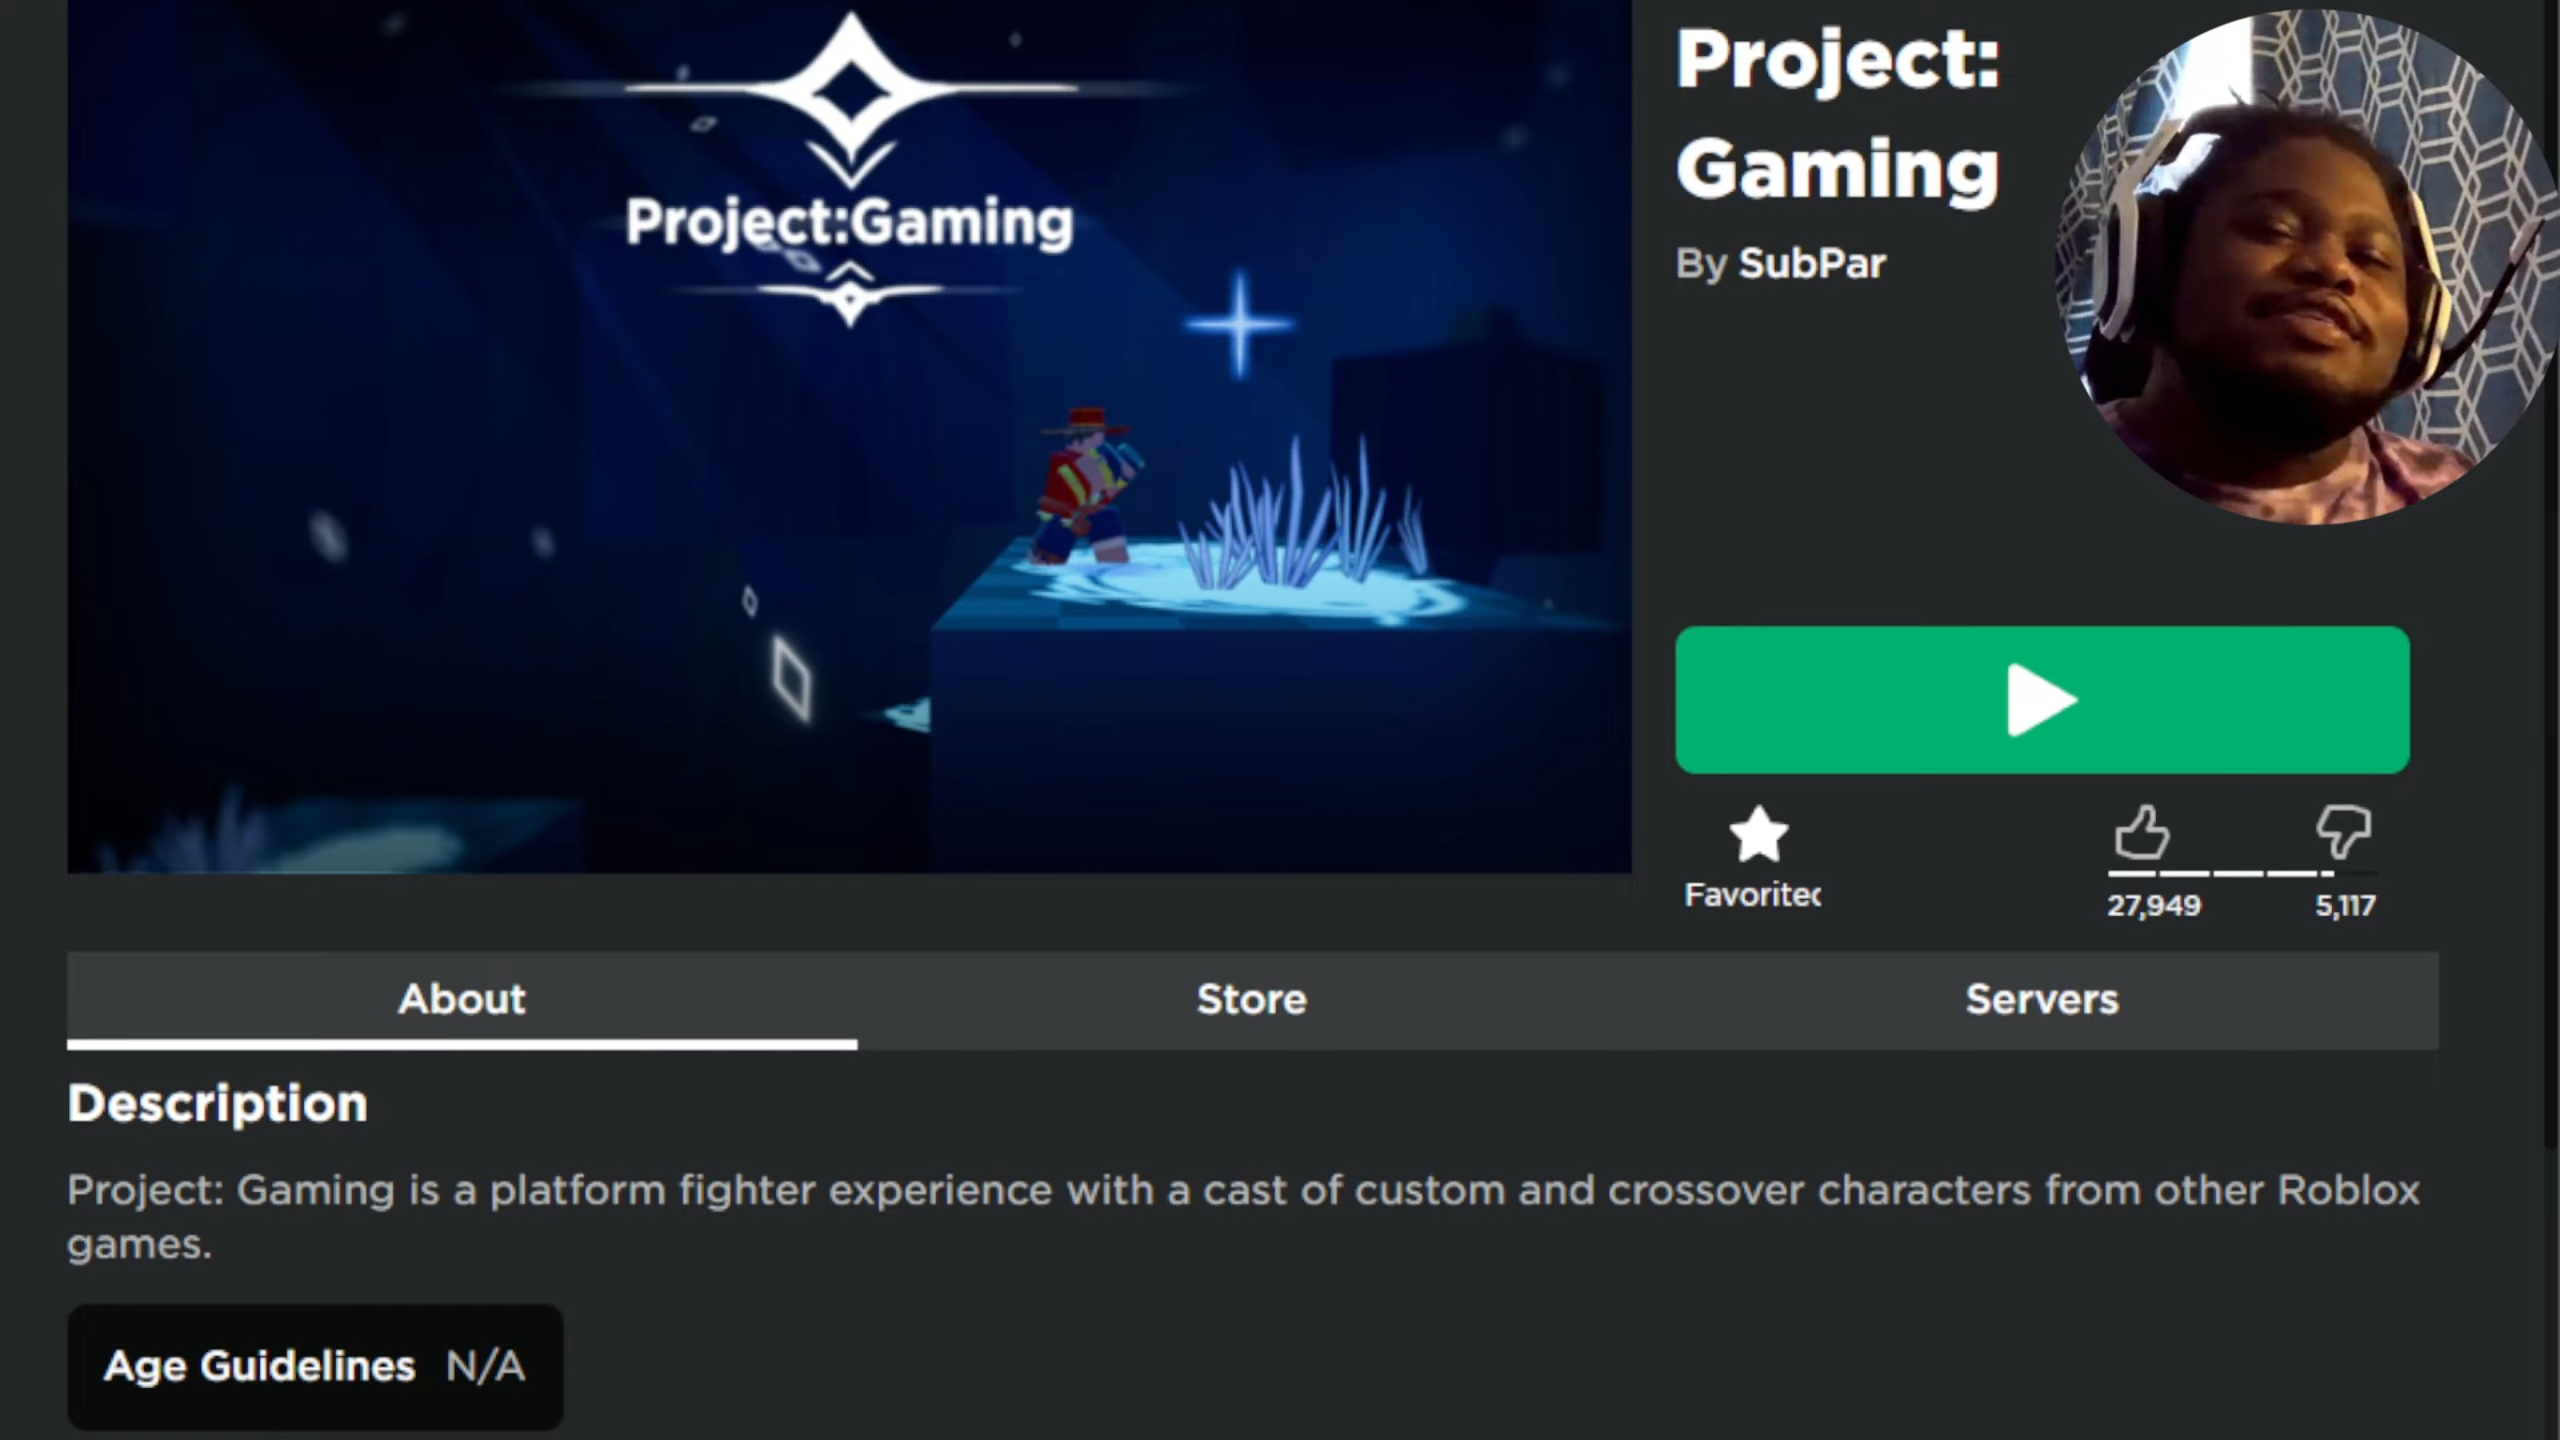 Project:Gaming
Project:
Gaming
By SubPar
Favorited
27,949
5,117
About
Store
Servers
Description
Project: Gaming is a platform fighter experience with a cast of custom and crossover characters from other Roblox
games.
Age Guidelines N/A